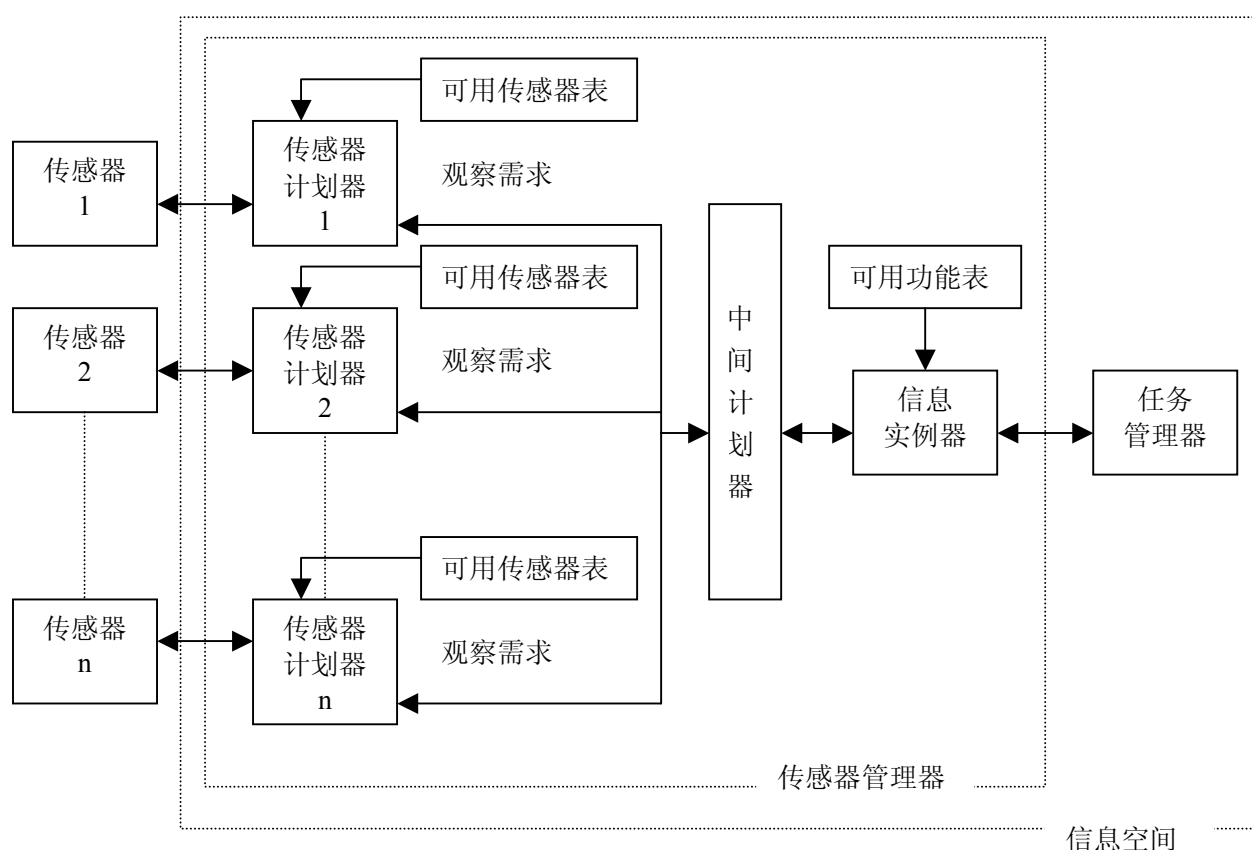 可用传感器表
传感器
计划器
1
观察需求
传感器
1
可用传感器表
传感器
计划器
2
观察需求
传感器
2
可用传感器表
传感器
计划器
n
观察需求
传感器
n
中
间
计
划
器
可用功能表
信息
实例器
任务
管理器
传感器管理器
信息空间